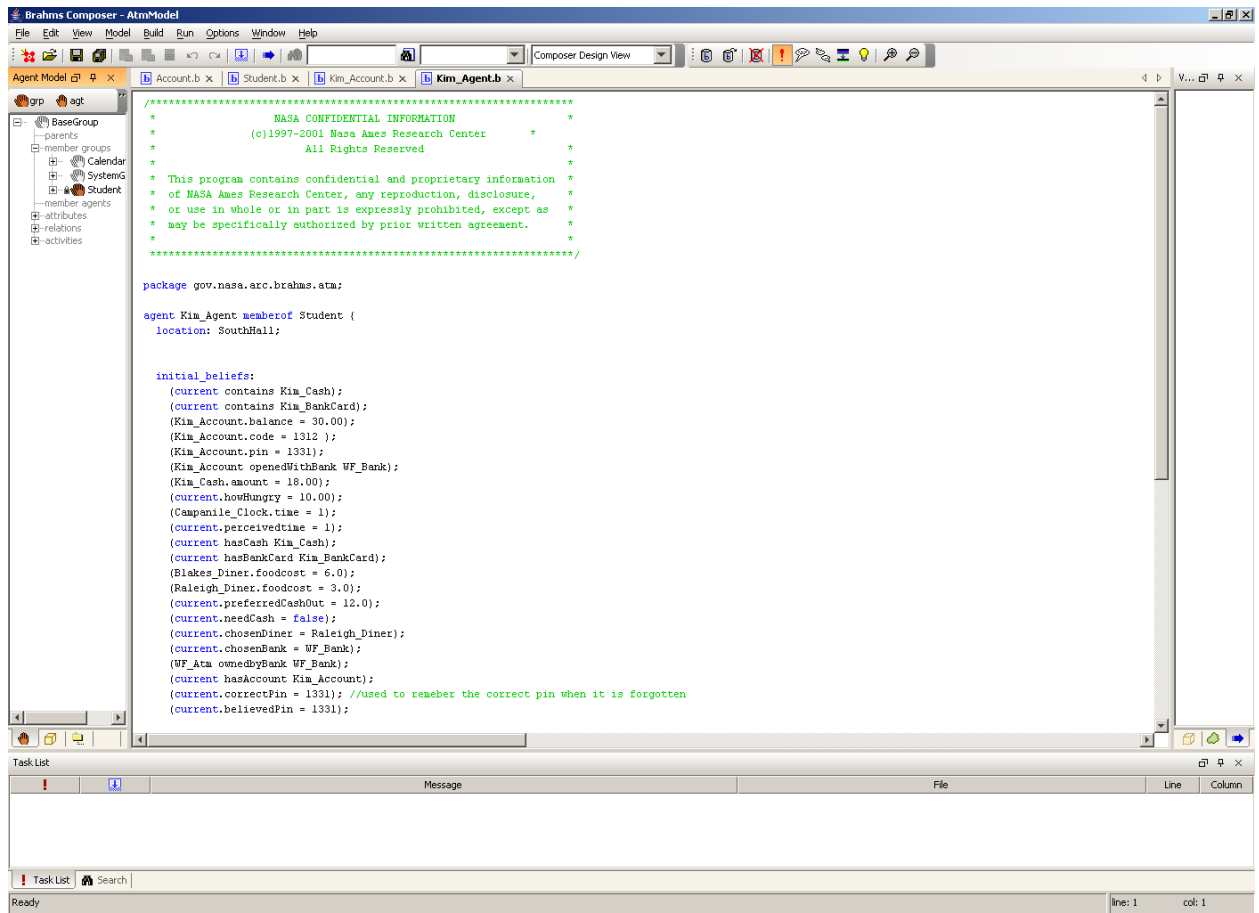 Brahms Composer - AtmModel
File Edit View Model Build Run Options Window Help
Composer Design View
Agent Model
Account.b Student.b Kim_Account.b Kim_Agent.b
V...
grp agt
BaseGroup
parents
member groups
Calendar
SystemG
Student
member agents
attributes
relations
activities
/********************************************************************
* NASA CONFIDENTIAL INFORMATION *
* (c)1997-2001 Nasa Ames Research Center *
* All Rights Reserved *
* *
* This program contains confidential and proprietary information *
* of NASA Ames Research Center, any reproduction, disclosure, *
* or use in whole or in part is expressly prohibited, except as *
* may be specifically authorized by prior written agreement. *
* *
********************************************************************/
package gov.nasa.arc.brahms.atm;
agent Kim_Agent memberof Student {
location: SouthHall;
initial_beliefs:
(current contains Kim_Cash);
(current contains Kim_BankCard);
(Kim_Account.balance = 30.00);
(Kim_Account.code = 1312 );
(Kim_Account.pin = 1331);
(Kim_Account openedWithBank WF_Bank);
(Kim_Cash.amount = 18.00);
(current.howHungry = 10.00);
(Campanile_Clock.time = 1);
(current.perceivedtime = 1);
(current hasCash Kim_Cash);
(current hasBankCard Kim_BankCard);
(Blakes_Diner.foodcost = 6.0);
(Raleigh_Diner.foodcost = 3.0);
(current.preferredCashOut = 12.0);
(current.needCash = false);
(current.chosenDiner = Raleigh_Diner);
(current.chosenBank = WF_Bank);
(WF_Atm ownedbyBank WF_Bank);
(current hasAccount Kim_Account);
(current.correctPin = 1331); //used to remeber the correct pin when it is forgotten
(current.believedPin = 1331);
Task List
! Message File Line Column
Task List Search
Ready line: 1 col: 1